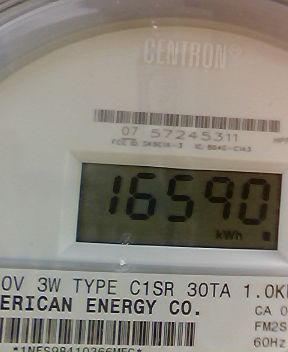 CENTRON®
07 57245311
16590
kWh
0V 3W TYPE C1SR 30TA 1.0K
ERICAN ENERGY CO.
CA 0
FM2S
60Hz